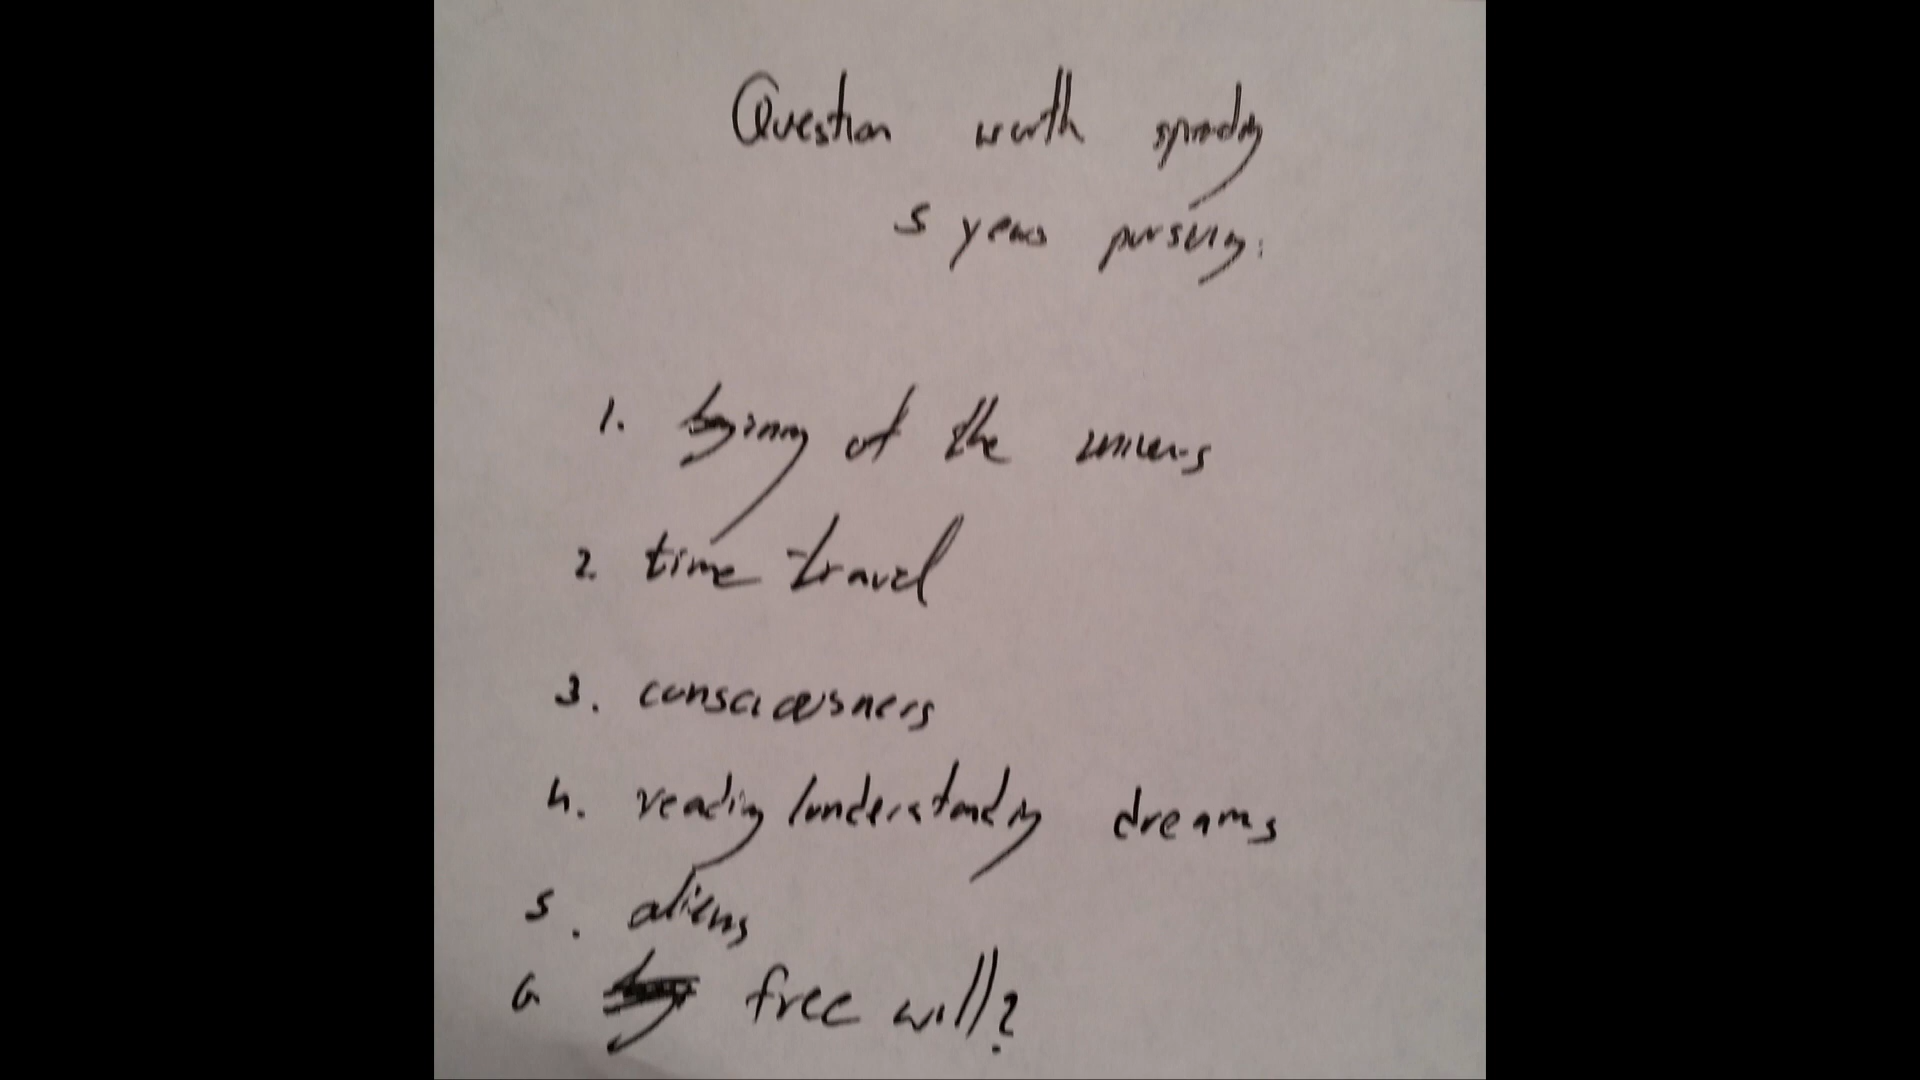 Question worth spending
5 years pursuing:
1. beginning of the univers
2. time travel
3. consciousness
4. reading/understanding dreams
5. aliens
6 free will?